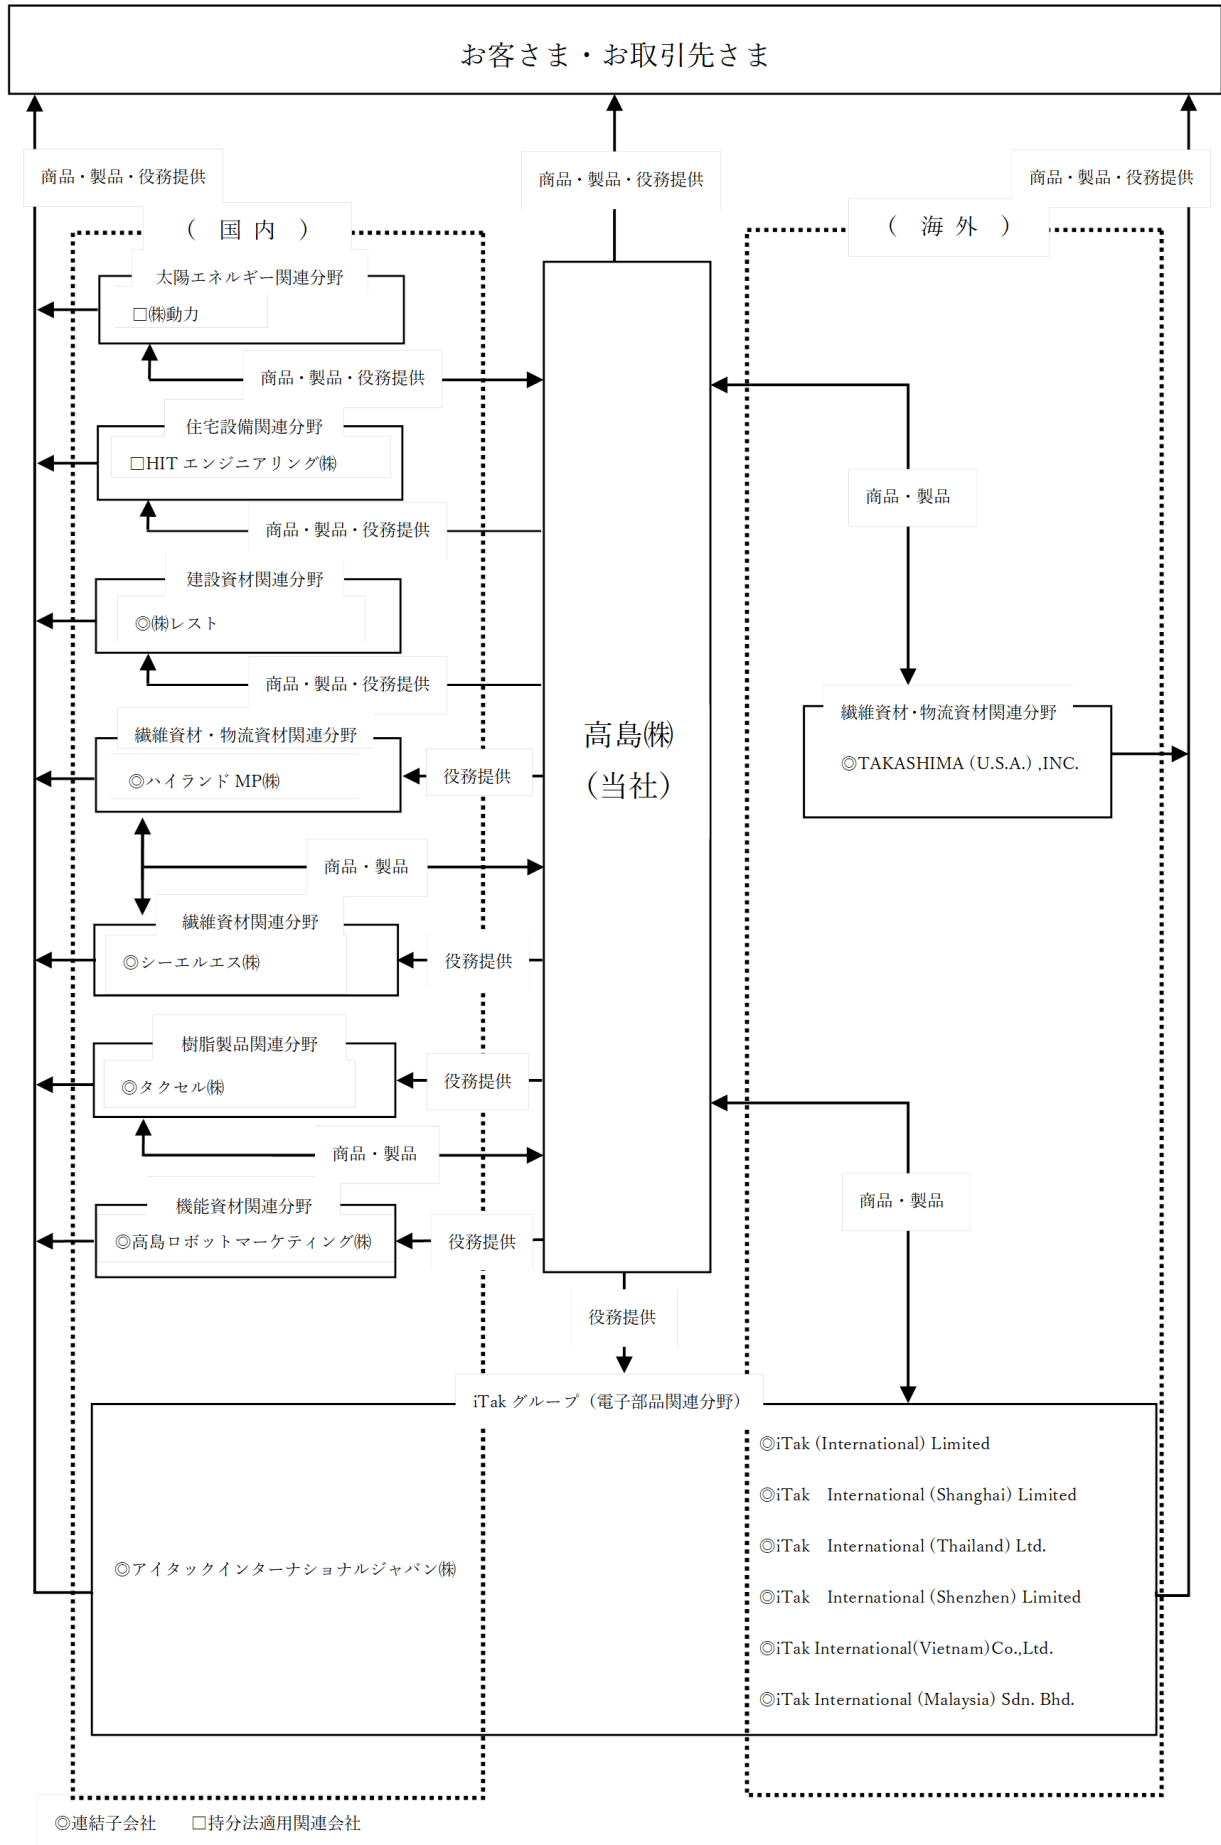 お客さま・お取引先さま
商品・製品・役務提供
商品・製品・役務提供
商品・製品・役務提供
（ 国 内 ）
（ 海 外 ）
太陽エネルギー関連分野
□㈱動力
商品・製品・役務提供
住宅設備関連分野
□HIT エンジニアリング㈱
商品・製品・役務提供
建設資材関連分野
◎㈱レスト
商品・製品・役務提供
繊維資材・物流資材関連分野
◎ハイランド MP㈱
役務提供
商品・製品
繊維資材関連分野
◎シーエルエス㈱
役務提供
樹脂製品関連分野
◎タクセル㈱
役務提供
商品・製品
機能資材関連分野
◎高島ロボットマーケティング㈱
役務提供
高島㈱
（当社）
役務提供
商品・製品
繊維資材・物流資材関連分野
◎TAKASHIMA（U.S.A.）,INC.
商品・製品
iTak グループ（電子部品関連分野）
◎アイタックインターナショナルジャパン㈱
◎iTak (International) Limited
◎iTak　International (Shanghai) Limited
◎iTak　International (Thailand) Ltd.
◎iTak　International (Shenzhen) Limited
◎iTak International(Vietnam)Co.,Ltd.
◎iTak International (Malaysia) Sdn. Bhd.
◎連結子会社　　□持分法適用関連会社